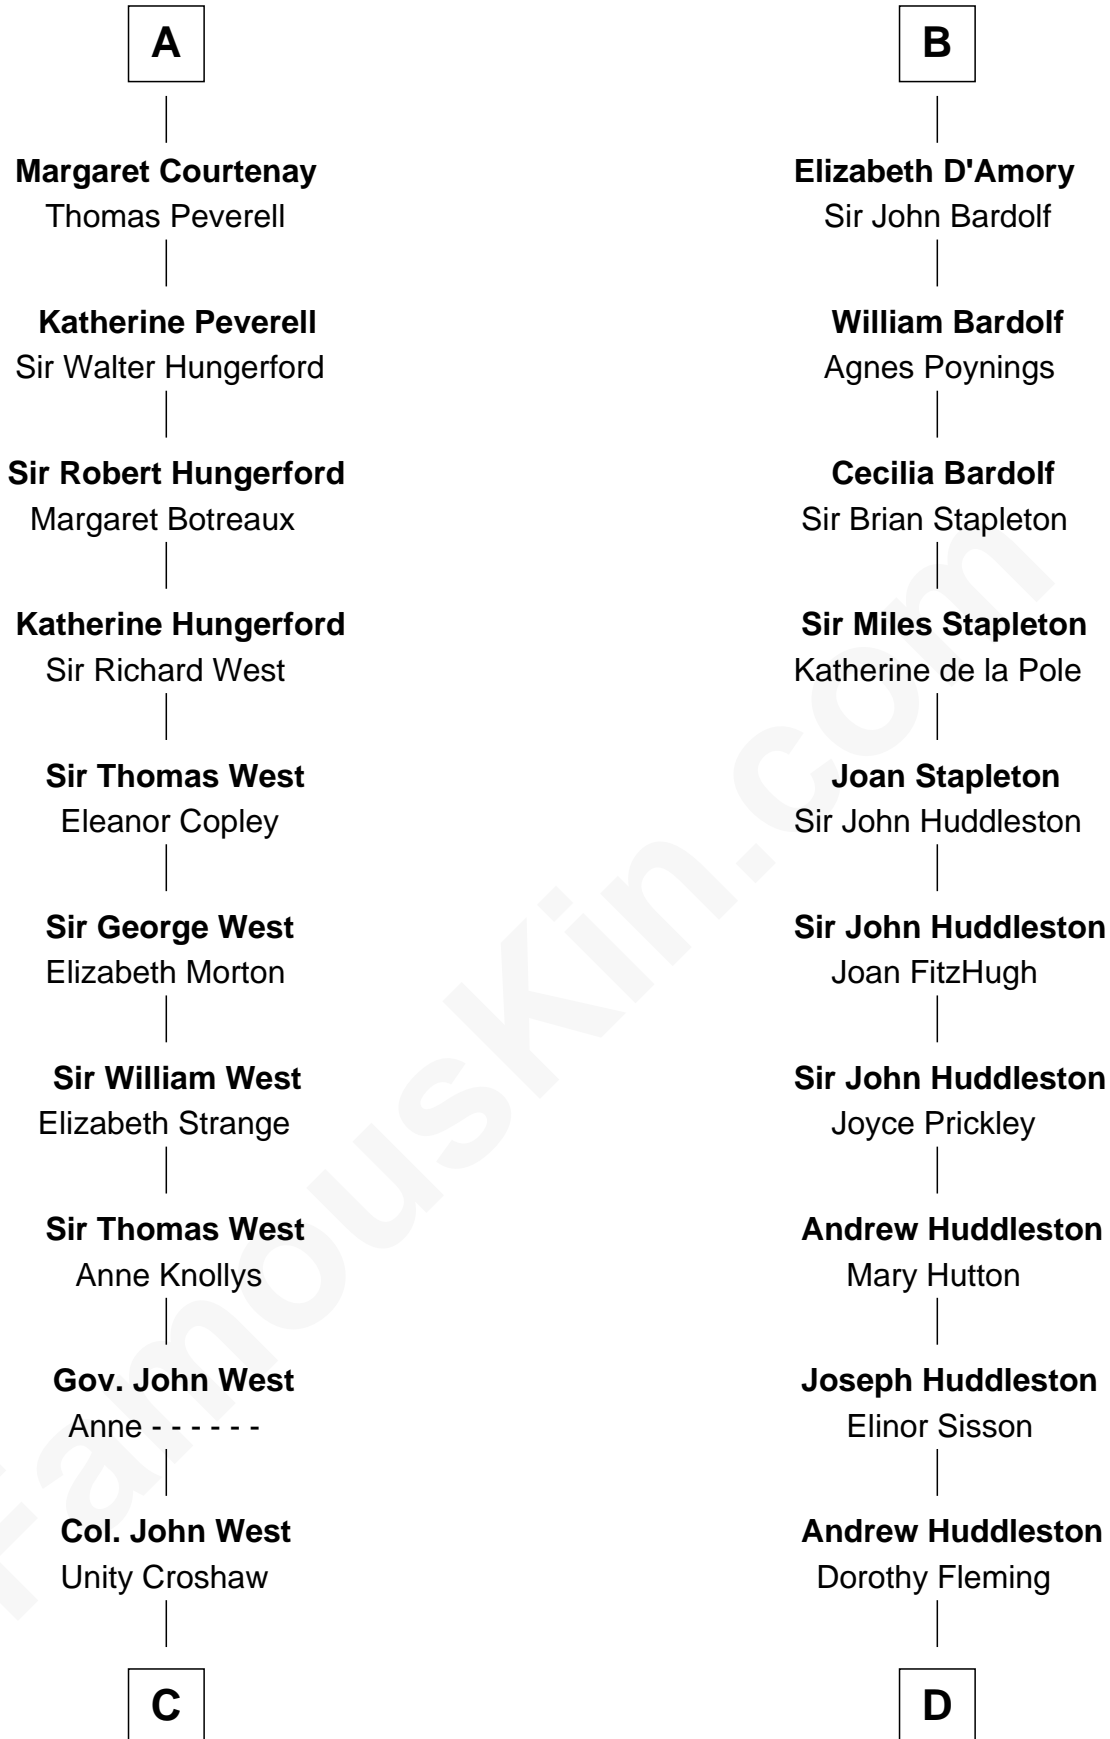 A
Margaret Courtenay
Thomas Peverell
Katherine Peverell
Sir Walter Hungerford
Sir Robert Hungerford
Margaret Botreaux
Katherine Hungerford
Sir Richard West
Sir Thomas West
Eleanor Copley
Sir George West
Elizabeth Morton
Sir William West
Elizabeth Strange
Sir Thomas West
Anne Knollys
Gov. John West
Anne - - - - - -
Col. John West
Unity Croshaw
C
B
Elizabeth D'Amory
Sir John Bardolf
William Bardolf
Agnes Poynings
Cecilia Bardolf
Sir Brian Stapleton
Sir Miles Stapleton
Katherine de la Pole
Joan Stapleton
Sir John Huddleston
Sir John Huddleston
Joan FitzHugh
Sir John Huddleston
Joyce Prickley
Andrew Huddleston
Mary Hutton
Joseph Huddleston
Elinor Sisson
Andrew Huddleston
Dorothy Fleming
D
FamousKin.com